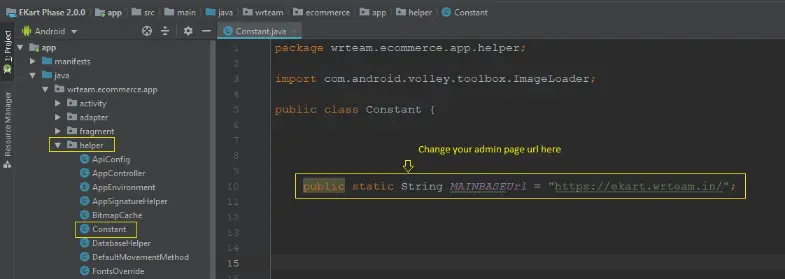 EKart Phase 2.0.0 app src main java wrteam ecommerce app helper Constant
Android
Constant.java
1: Project
Resource Manager
app
manifests
java
wrteam.ecommerce.app
activity
adapter
fragment
helper
ApiConfig
AppController
AppEnvironment
AppSignatureHelper
BitmapCache
Constant
DatabaseHelper
DefaultMovementMethod
FontsOverride
1 package wrteam.ecommerce.app.helper;
2
3 import com.android.volley.toolbox.ImageLoader;
4
5 public class Constant {
6
7
Change your admin page url here
8
9
10 public static String MAINBASEUrl = "https://ekart.wrteam.in/";
11
12
13
14
15